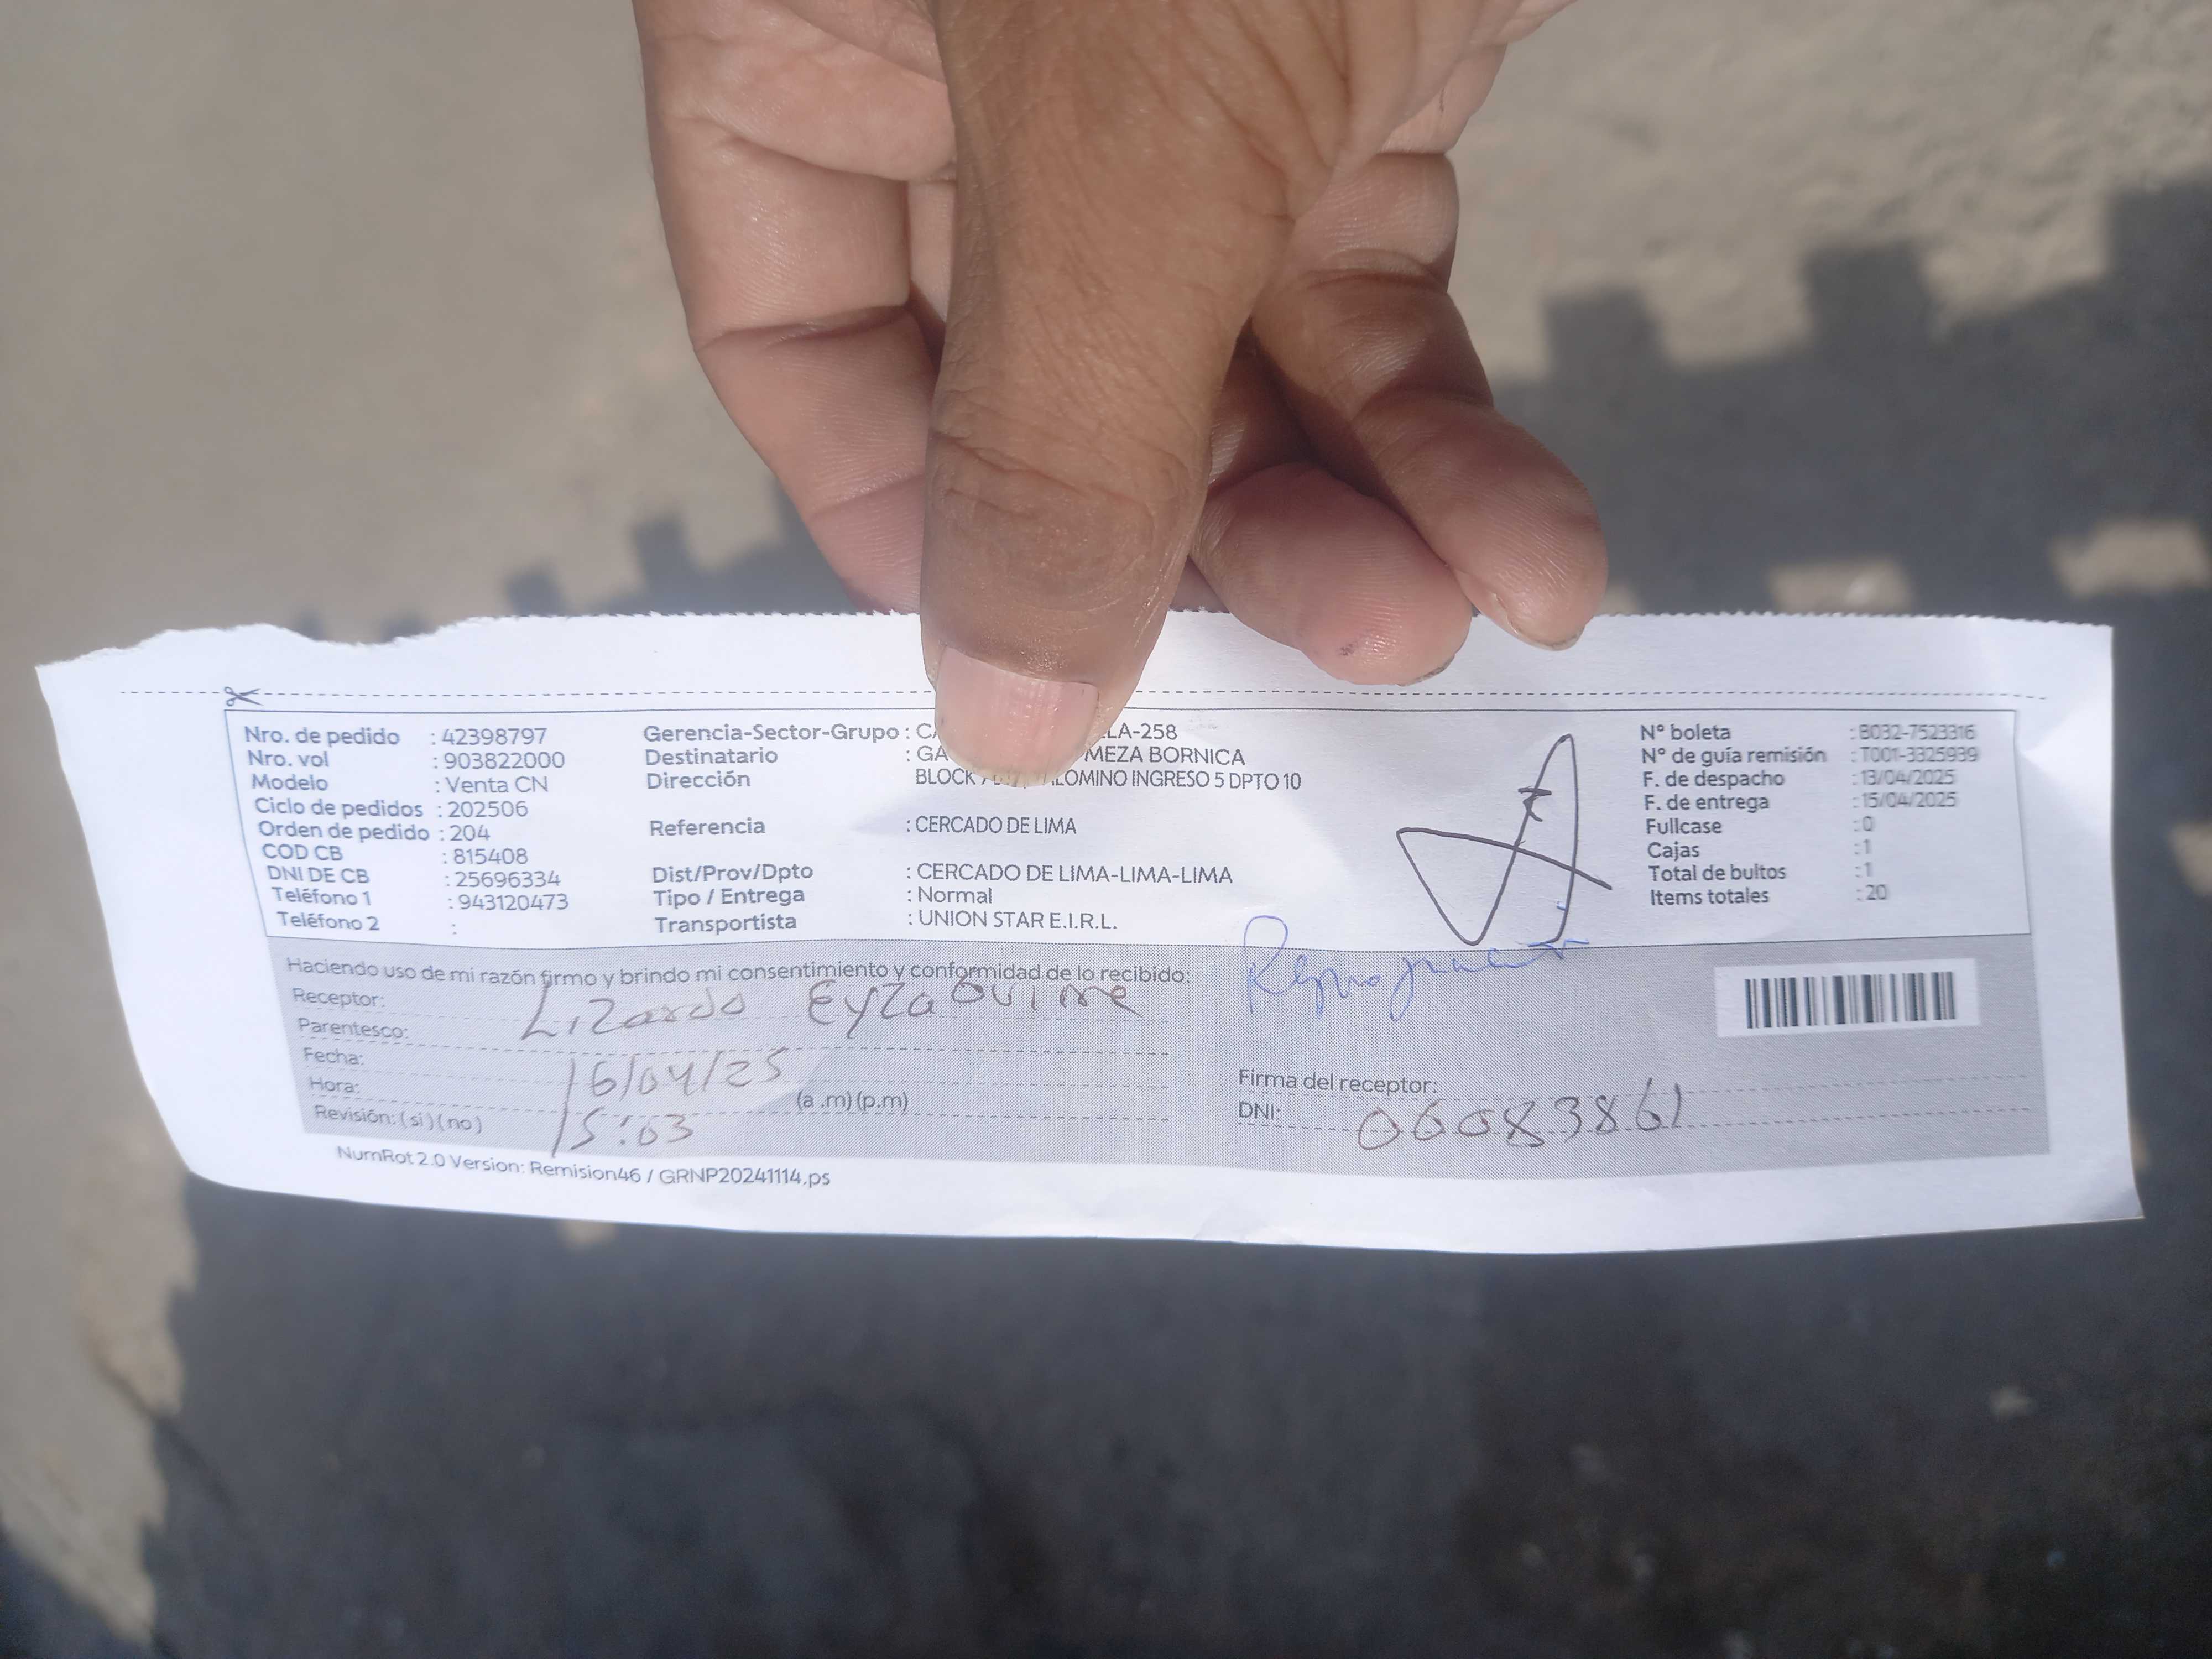 Nro. de pedido : 42398797
Nro. vol : 903822000
Modelo : Venta CN
Ciclo de pedidos : 202506
Orden de pedido : 204
COD CB : 815408
DNI DE CB : 25696334
Teléfono 1 : 943120473
Teléfono 2 :
Gerencia-Sector-Grupo : LA-258
Destinatario : MEZA BORNICA
Dirección BLOCK INGRESO 5 DPTO 10
Referencia : CERCADO DE LIMA
Dist/Prov/Dpto : CERCADO DE LIMA-LIMA-LIMA
Tipo / Entrega : Normal
Transportista : UNION STAR E.I.R.L.
N° boleta : B032-7523316
N° de guía remisión : T001-3325939
F. de despacho : 13/04/2025
F. de entrega : 15/04/2025
Fullcase : 0
Cajas : 1
Total de bultos : 1
Items totales : 20
Haciendo uso de mi razón firmo y brindo mi consentimiento y conformidad de lo recibido:
Receptor: Lizardo
Parentesco:
Fecha: 16/04/25
Hora: 15:03 (a .m) (p.m)
Revisión: (si) (no)
Firma del receptor:
DNI: 06083861
NumRot 2.0 Version: Remision46 / GRNP20241114.ps